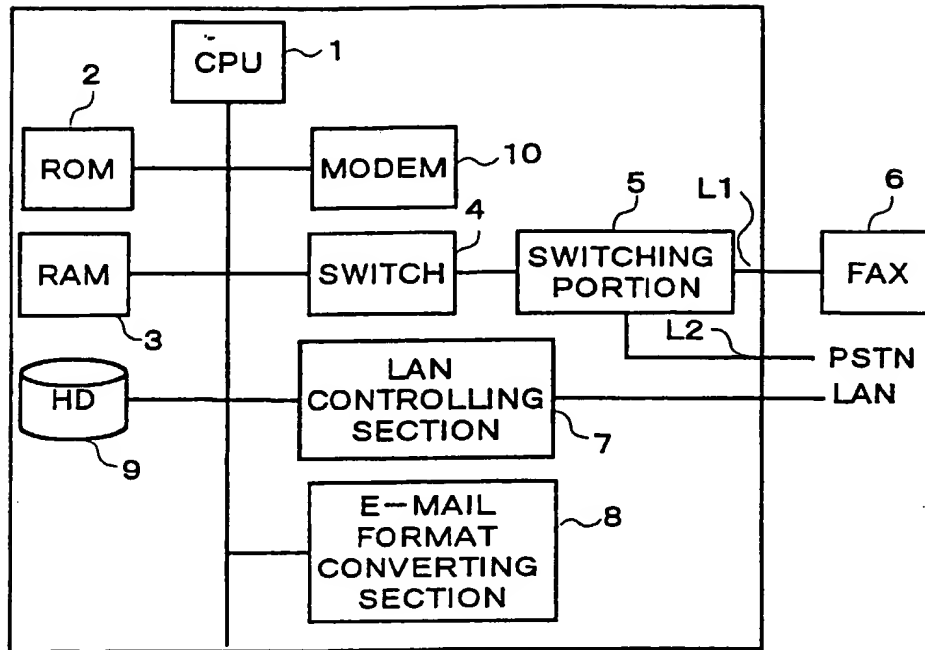 CPU
1
2
ROM
MODEM
10
RAM
3
SWITCH
4
SWITCHING
PORTION
5
L1
FAX
6
L2
PSTN
LAN
HD
9
LAN
CONTROLLING
SECTION
7
E-MAIL
FORMAT
CONVERTING
SECTION
8